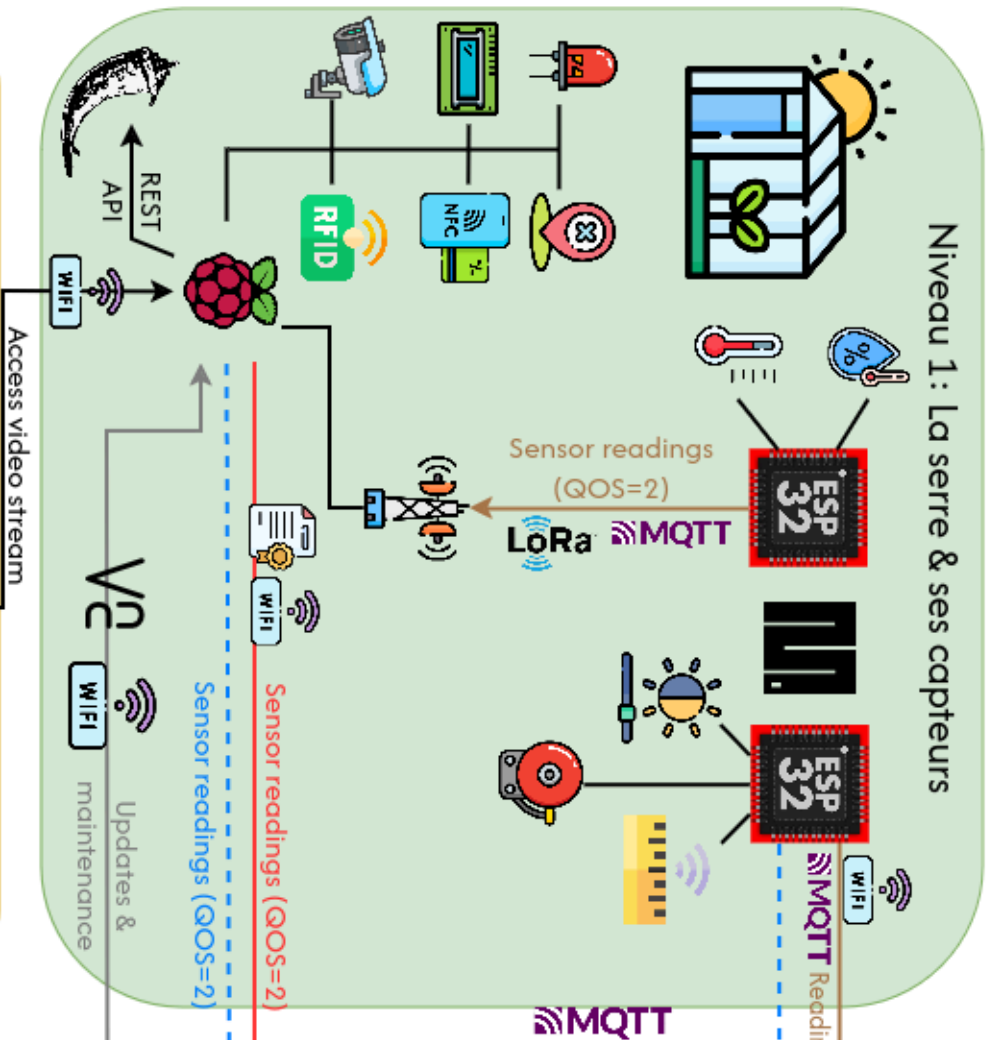 Niveau 1: La serre & ses capteurs
%
ESP
32
Sensor readings
(QOS=2)
LoRa
MQTT
ESP
32
WIFI
MQTT
Readin
NFC
RFID
REST
API
WIFI
Access video stream
WIFI
Sensor readings (QOS=2)
Sensor readings (QOS=2)
WIFI
Updates &
maintenance
MQTT